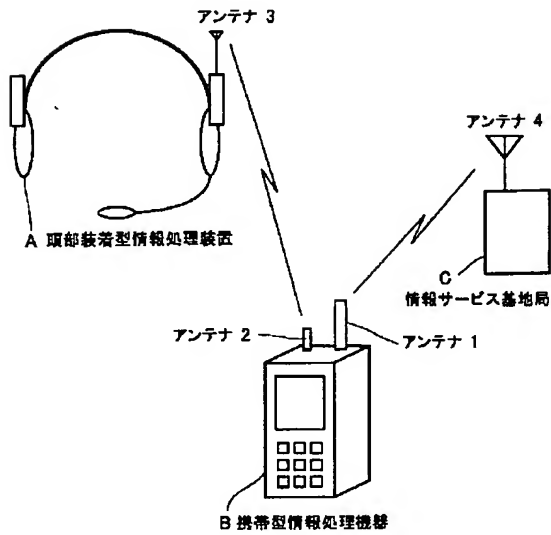 アンテナ 3
アンテナ 4
A 頭部装着型情報処理装置
C
情報サービス基地局
アンテナ 2
アンテナ 1
B 携帯型情報処理機器